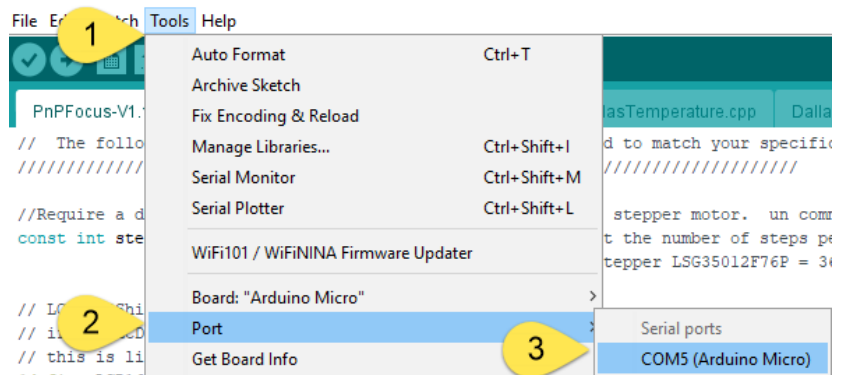 File Tools Help
1
Auto Format Ctrl+T
Archive Sketch
PnPFocus-V1. Fix Encoding & Reload lasTemperature.cpp Dalla
// The follo Manage Libraries... Ctrl+Shift+I d to match your specific
///////////// Serial Monitor Ctrl+Shift+M ////////////////////
//Require a d Serial Plotter Ctrl+Shift+L stepper motor. un comm
const int ste t the number of steps pe
WiFi101 / WiFiNINA Firmware Updater tepper LSG35012F76P = 36
Board: "Arduino Micro" >
2
Port Serial ports
3
// this is li Get Board Info COM5 (Arduino Micro)